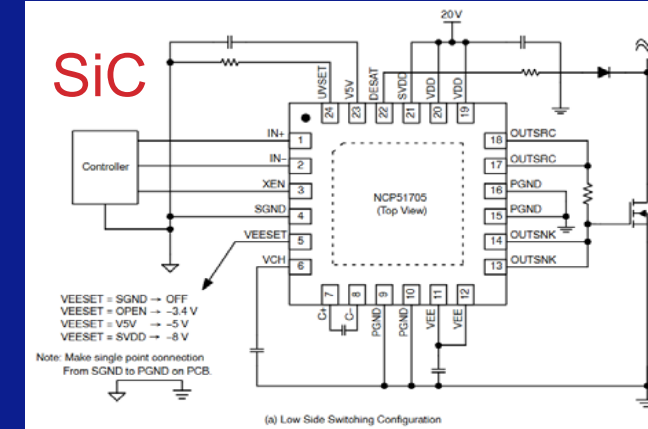 SiC
20 V
UVSET
V5V
DESAT
SVDD
VDD
VDD
24
23
22
21
20
19
IN+
1
IN−
2
XEN
3
SGND
4
VEESET
5
VCH
6
Controller
NCP51705
(Top View)
18 OUTSRC
17 OUTSRC
16 PGND
15 PGND
14 OUTSNK
13 OUTSNK
7
8
9
10
11
12
C+
C−
PGND
PGND
VEE
VEE
VEESET = SGND → OFF
VEESET = OPEN → −3.4 V
VEESET = V5V → −5 V
VEESET = SVDD → −8 V
Note: Make single point connection
From SGND to PGND on PCB.
(a) Low Side Switching Configuration